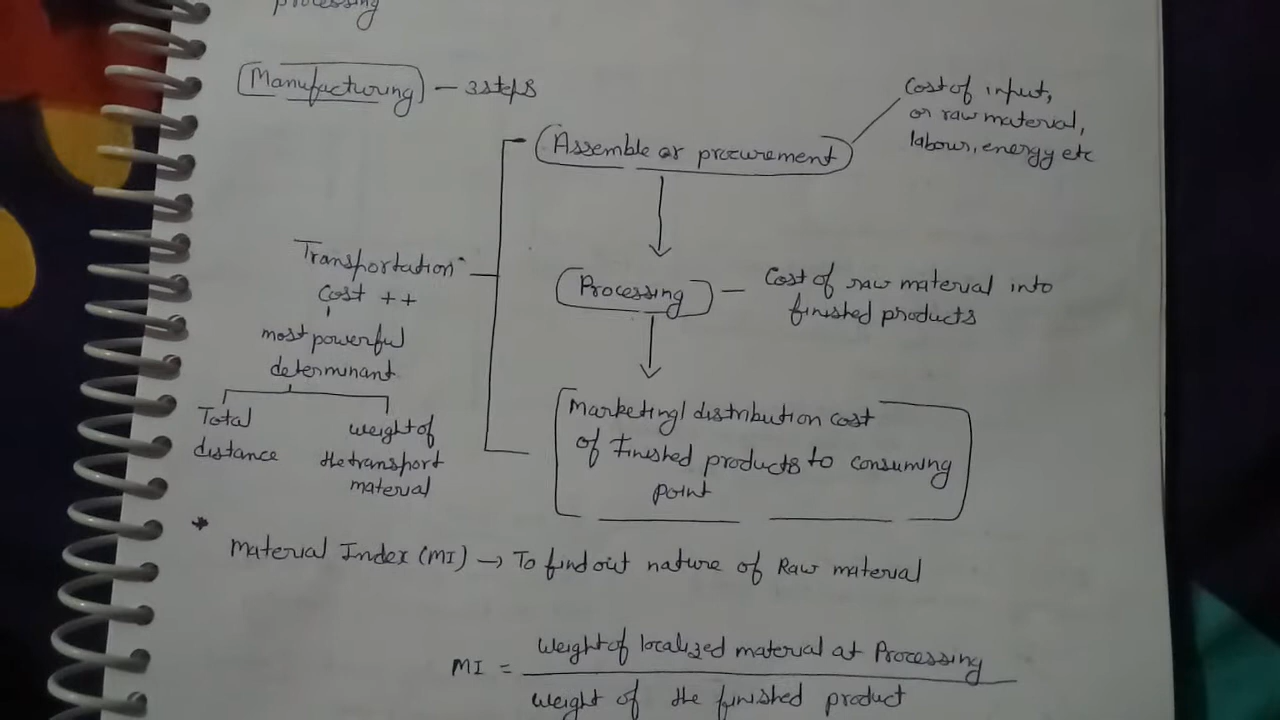 processing
Manufacturing - 3 steps
Cost of input,
or raw material,
labour, energy etc
Assemble or procurement
Transportation
Cost ++
most powerful
determinant
Total
distance
weight of
the transport
material
Processing - Cost of raw material into
finished products
Marketing/distribution cost
of Finished products to consuming
point
* Material Index (MI) → To find out nature of Raw material
MI = weight of localized material at Processing
weight of the finished product